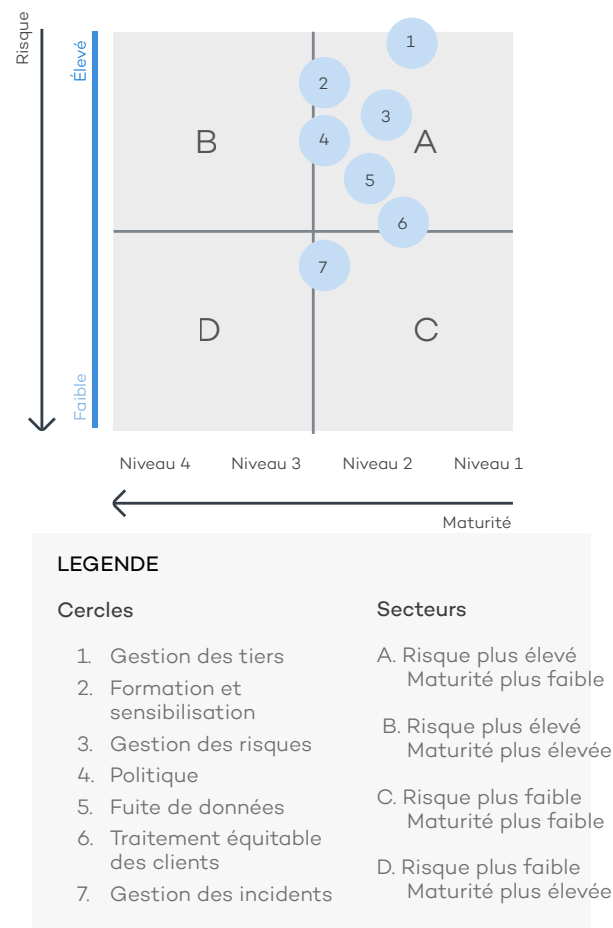 Risque
Élevé
Faible
1
2
3
4
5
6
7
B
A
D
C
Niveau 4
Niveau 3
Niveau 2
Niveau 1
Maturité
LEGENDE
Cercles
1. Gestion des tiers
2. Formation et
sensibilisation
3. Gestion des risques
4. Politique
5. Fuite de données
6. Traitement équitable
des clients
7. Gestion des incidents
Secteurs
A. Risque plus élevé
Maturité plus faible
B. Risque plus élevé
Maturité plus élevée
C. Risque plus faible
Maturité plus faible
D. Risque plus faible
Maturité plus élevée